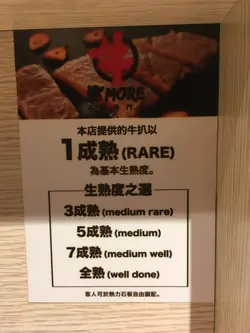 MORE
本店提供的牛扒以
1成熟 (RARE)
為基本生熟度。
生熟度之選
3成熟 (medium rare)
5成熟 (medium)
7成熟 (medium well)
全熟 (well done)
客人可於熱力石板自由調配。